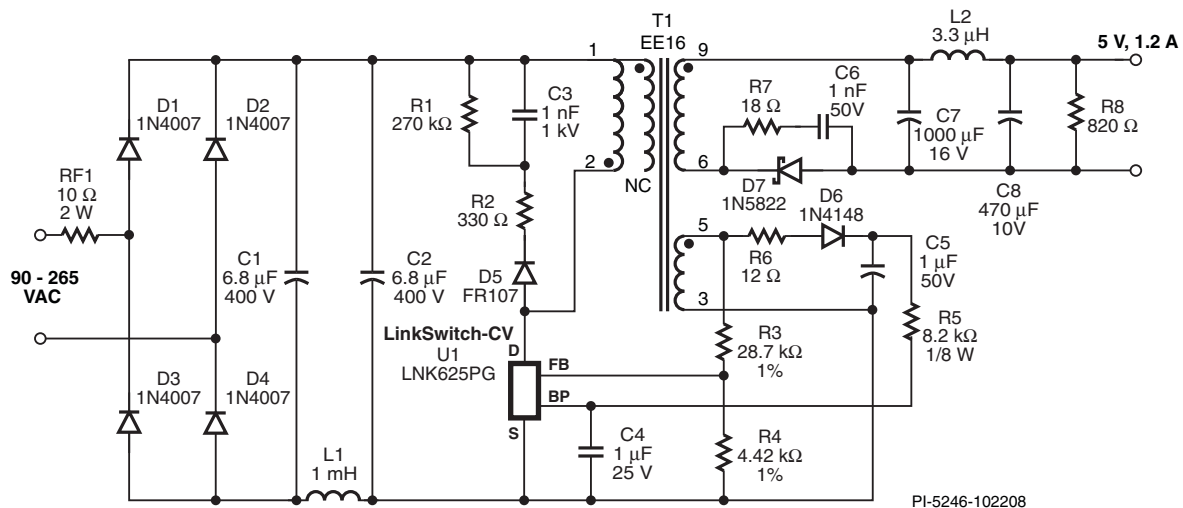 T1
EE16
1
9
2
6
NC
5
3
L2
3.3 μH
5 V, 1.2 A
D1
1N4007
D2
1N4007
R1
270 kΩ
C3
1 nF
1 kV
R7
18 Ω
C6
1 nF
50V
C7
1000 μF
16 V
R8
820 Ω
RF1
10 Ω
2 W
R2
330 Ω
D7
1N5822
D6
1N4148
C8
470 μF
10V
90 - 265
VAC
C1
6.8 μF
400 V
C2
6.8 μF
400 V
D5
FR107
R6
12 Ω
C5
1 μF
50V
LinkSwitch-CV
U1
LNK625PG
D
FB
BP
S
R3
28.7 kΩ
1%
R5
8.2 kΩ
1/8 W
D3
1N4007
D4
1N4007
L1
1 mH
C4
1 μF
25 V
R4
4.42 kΩ
1%
PI-5246-102208